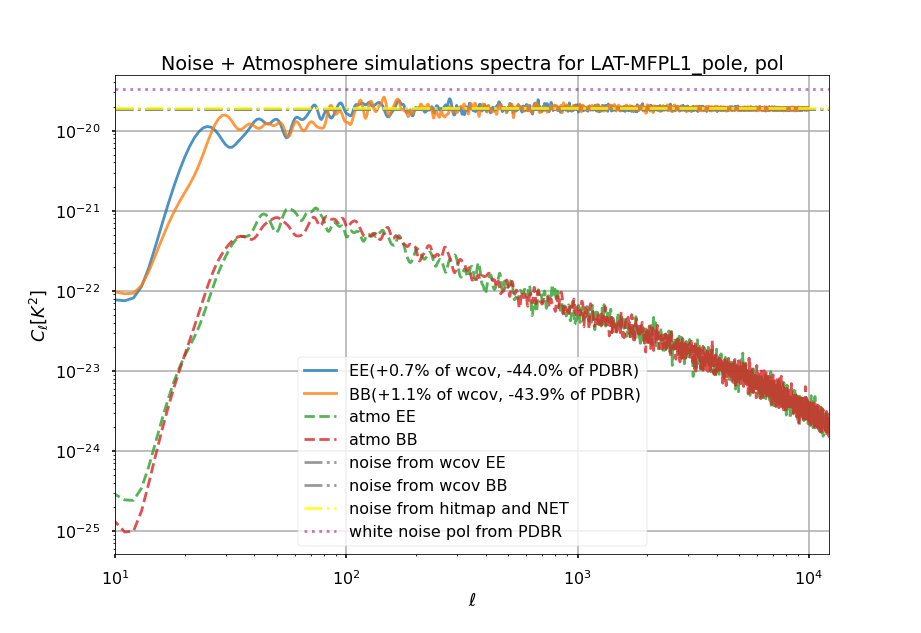 Noise + Atmosphere simulations spectra for LAT-MFPL1_pole, pol
10⁻²⁰
10⁻²¹
10⁻²²
10⁻²³
10⁻²⁴
10⁻²⁵
Cℓ[K²]
EE(+0.7% of wcov, -44.0% of PDBR)
BB(+1.1% of wcov, -43.9% of PDBR)
atmo EE
atmo BB
noise from wcov EE
noise from wcov BB
noise from hitmap and NET
white noise pol from PDBR
10¹ 10² 10³ 10⁴
ℓ